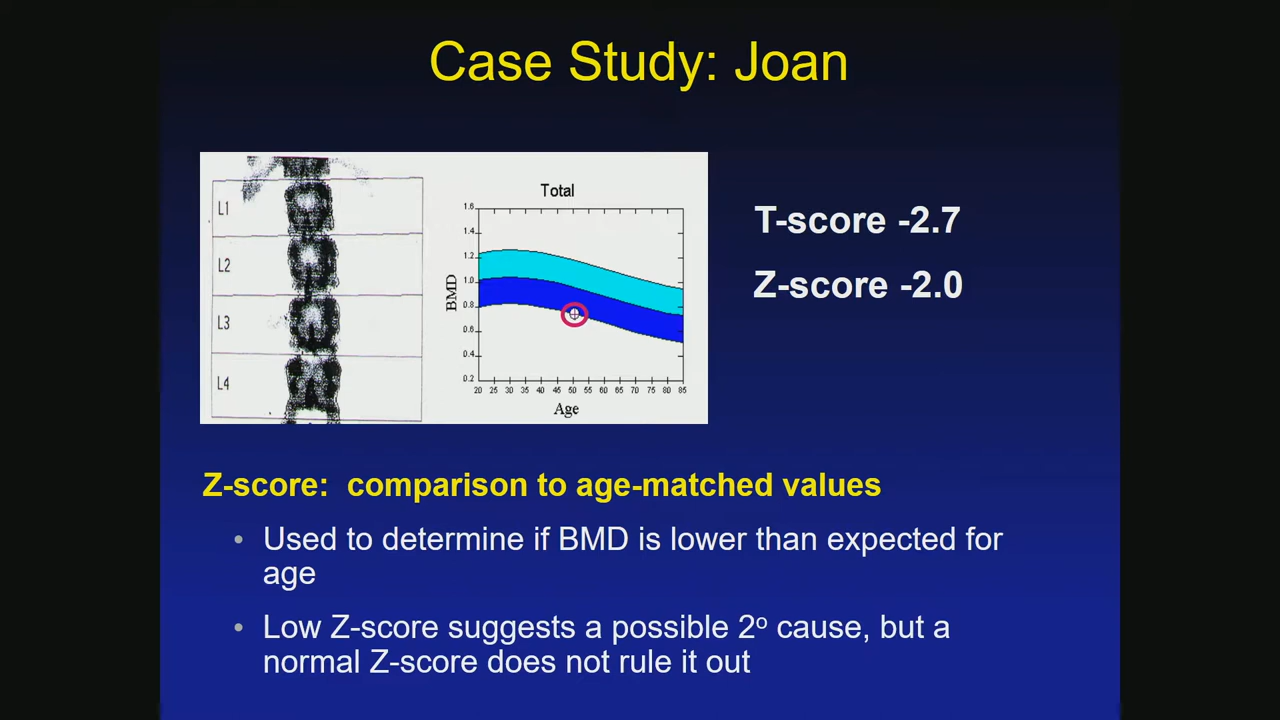 Case Study: Joan
L1
L2
L3
L4
Total
BMD
1.6
1.4
1.2
1.0
0.8
0.6
0.4
0.2
20 25 30 35 40 45 50 55 60 65 70 75 80 85
Age
T-score -2.7
Z-score -2.0
Z-score: comparison to age-matched values
• Used to determine if BMD is lower than expected for
age
• Low Z-score suggests a possible 2º cause, but a
normal Z-score does not rule it out